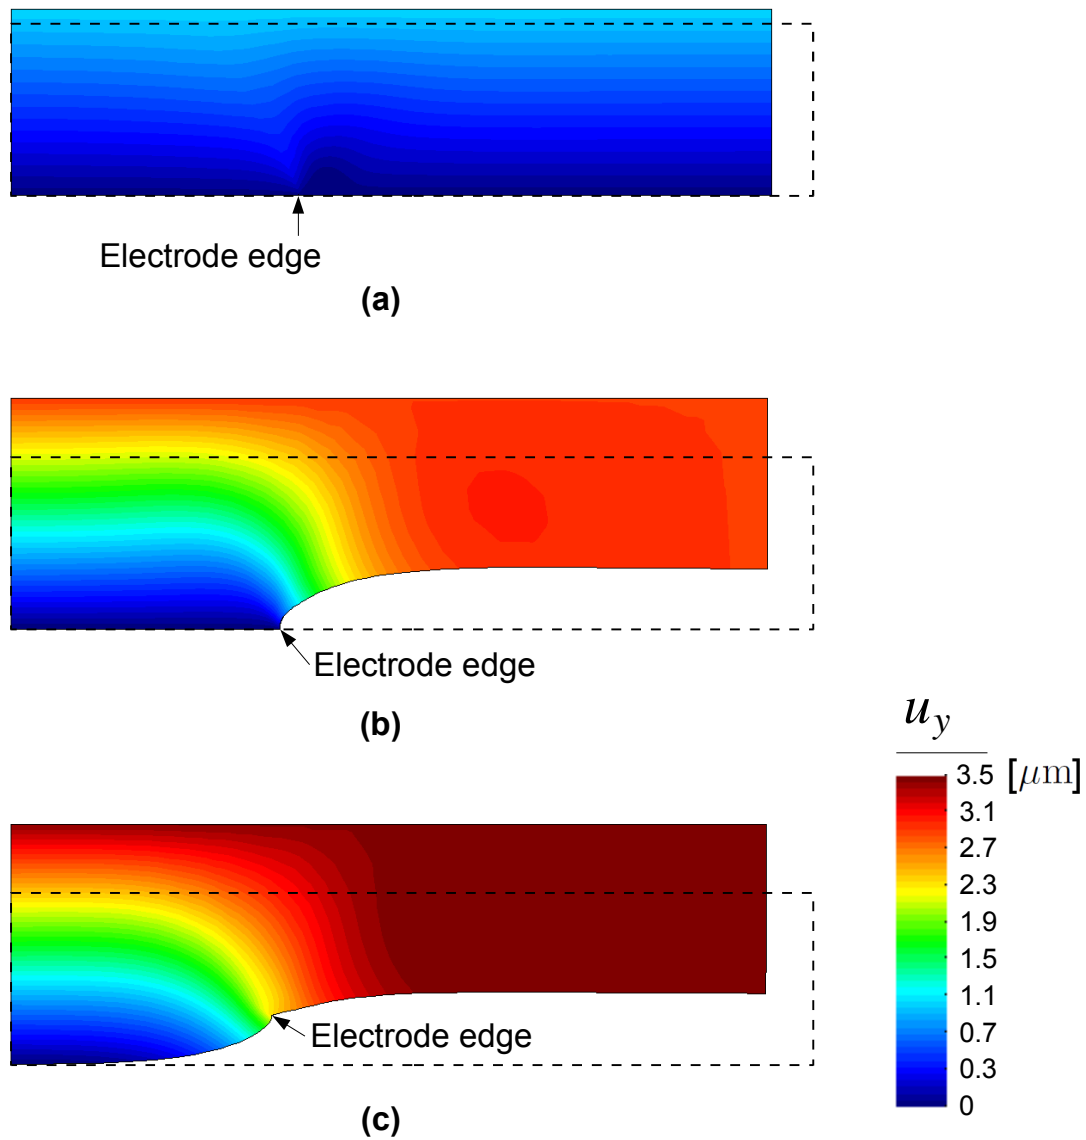 Electrode edge
(a)
Electrode edge
(b)
u_y
[μm]
3.5
3.1
2.7
2.3
1.9
1.5
1.1
0.7
0.3
0
Electrode edge
(c)